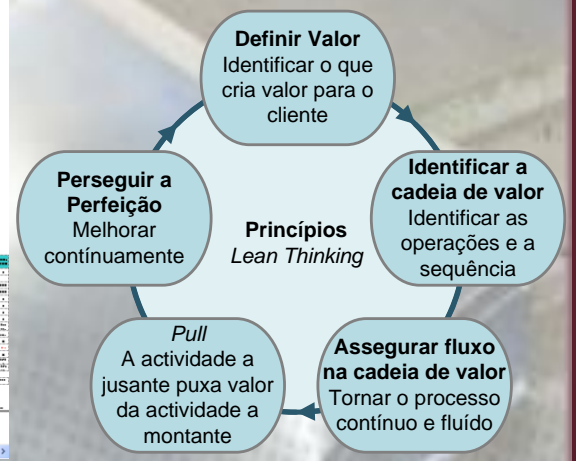 Definir Valor
Identificar o que
cria valor para o
cliente
Identificar a
cadeia de valor
Identificar as
operações e a
sequência
Assegurar fluxo
na cadeia de valor
Tornar o processo
contínuo e fluído
Pull
A actividade a
jusante puxa valor
da actividade a
montante
Perseguir a
Perfeição
Melhorar
contínuamente
Princípios
Lean Thinking